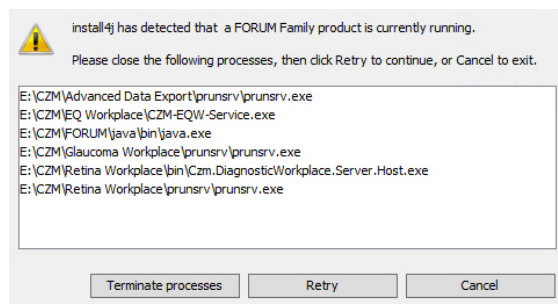 install4j has detected that  a FORUM Family product is currently running.
Please close the following processes, then click Retry to continue, or Cancel to exit.
E:\CZM\Advanced Data Export\prunsrv\prunsrv.exe
E:\CZM\EQ Workplace\CZM-EQW-Service.exe
E:\CZM\FORUM\java\bin\java.exe
E:\CZM\Glaucoma Workplace\prunsrv\prunsrv.exe
E:\CZM\Retina Workplace\bin\Czm.DiagnosticWorkplace.Server.Host.exe
E:\CZM\Retina Workplace\prunsrv\prunsrv.exe
Terminate processes Retry Cancel